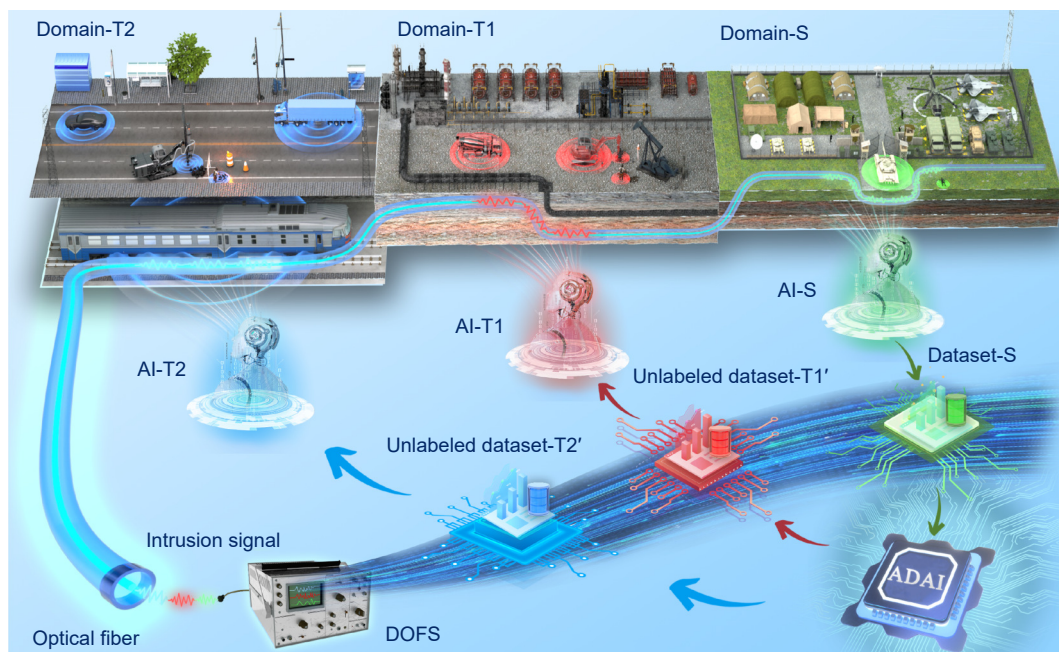 Domain-T2
Domain-T1
Domain-S
AI-S
AI-T1
AI-T2
Dataset-S
Unlabeled dataset-T1′
Unlabeled dataset-T2′
Intrusion signal
ADAI
Optical fiber
DOFS